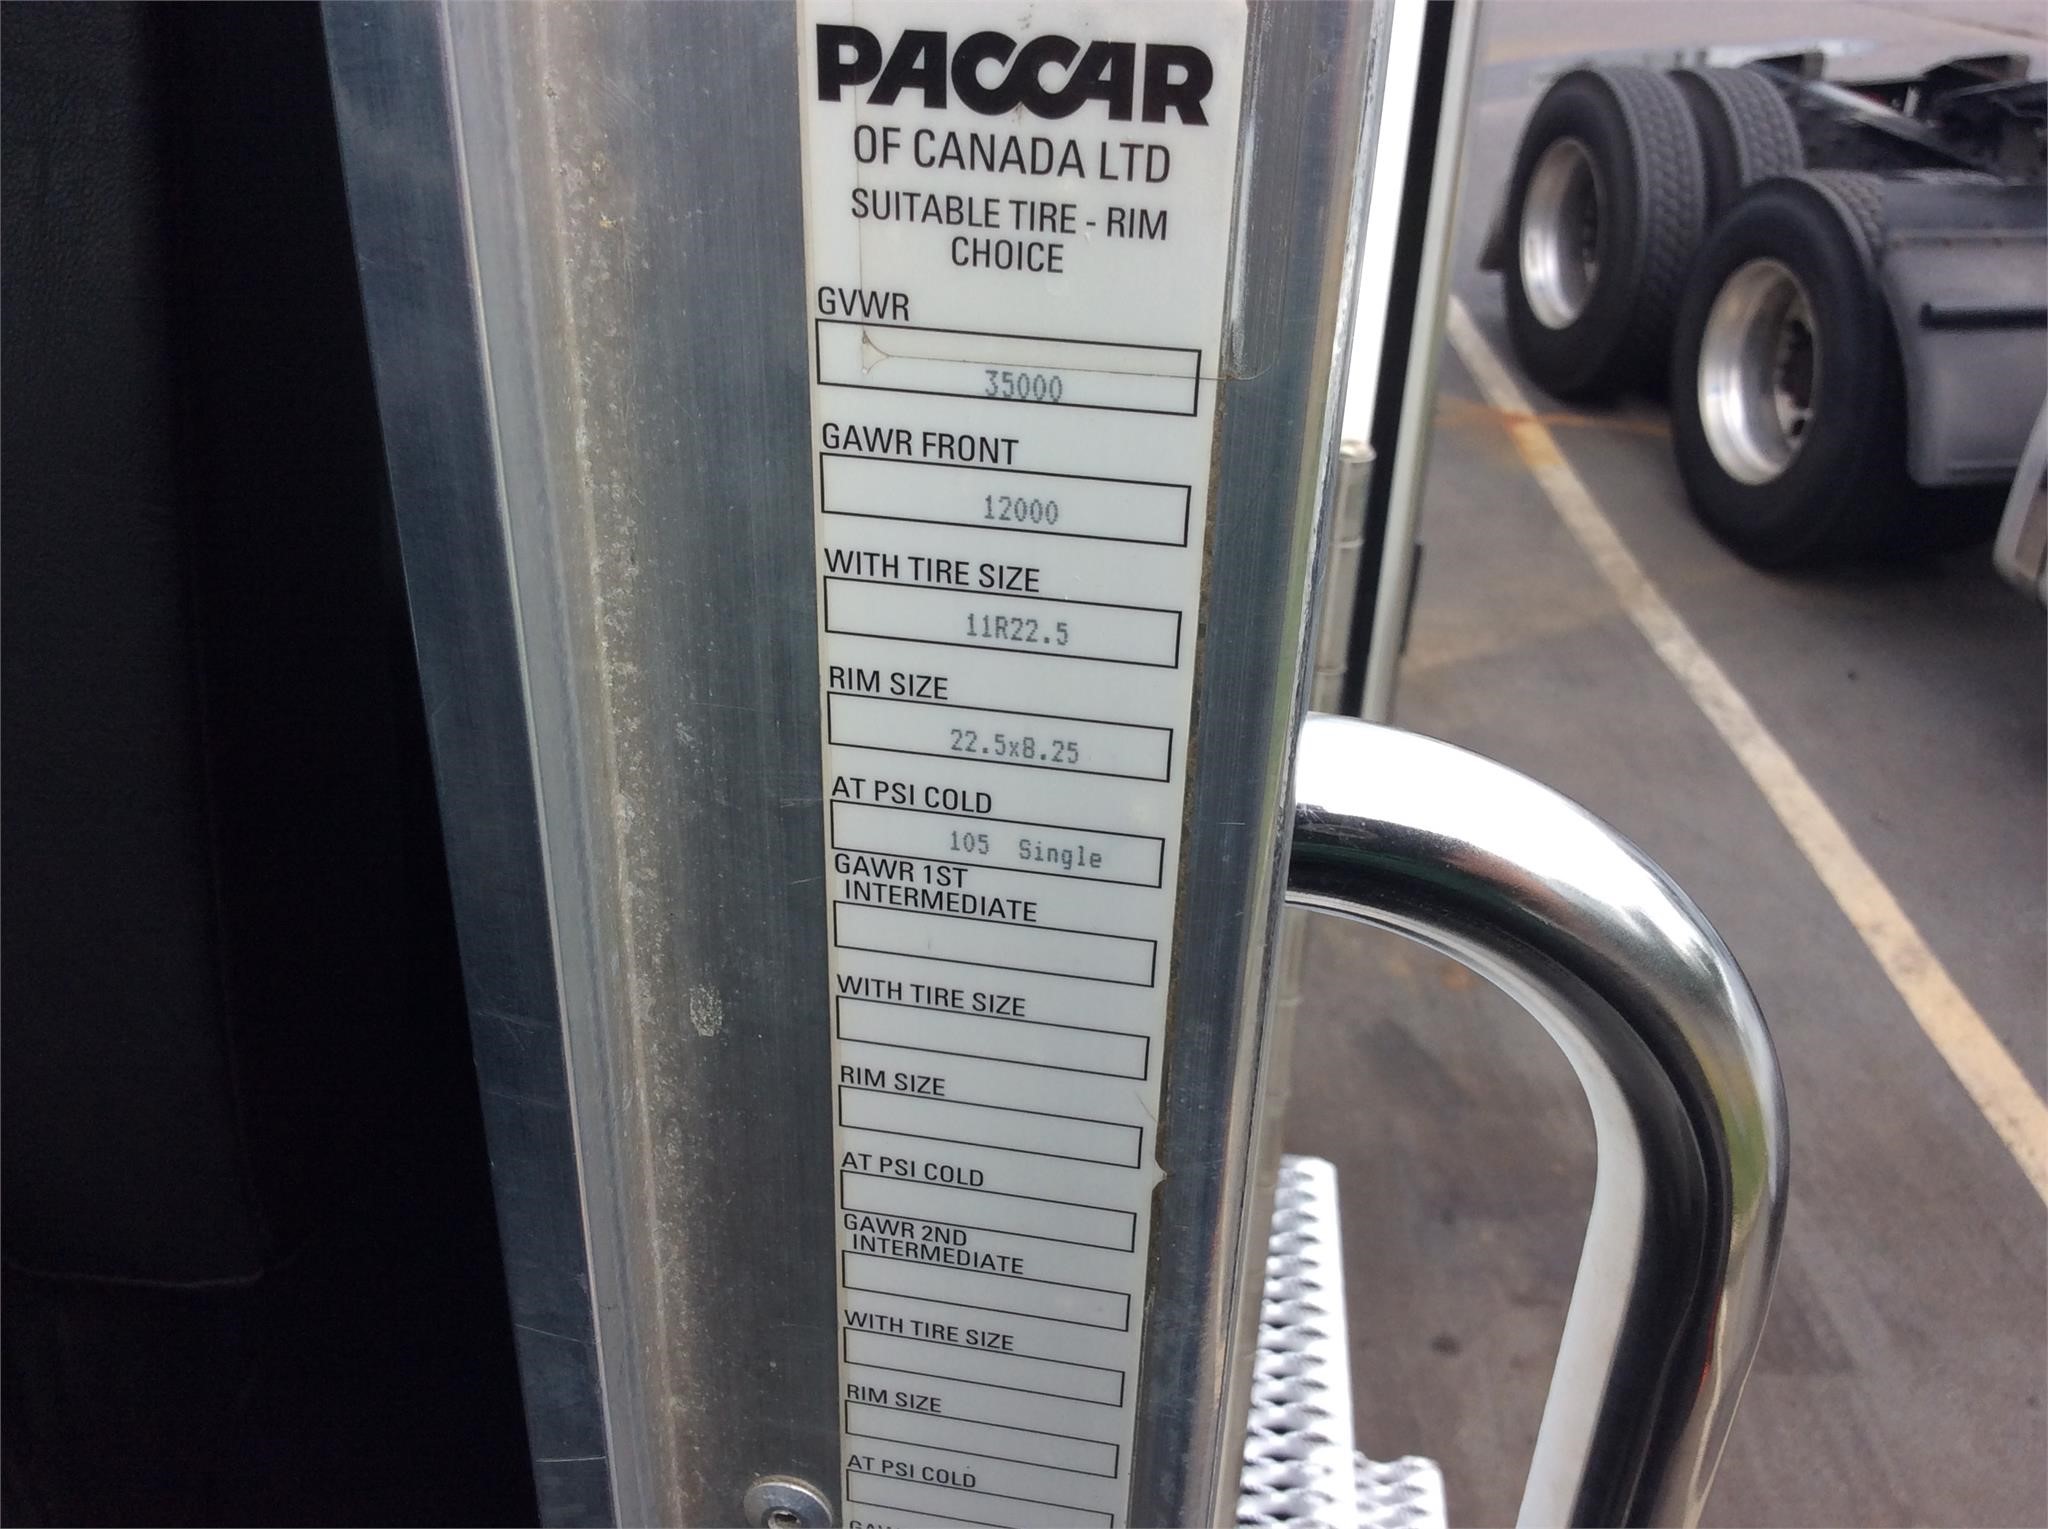 PACCAR
OF CANADA LTD
SUITABLE TIRE - RIM
CHOICE
GVWR
35000
GAWR FRONT
12000
WITH TIRE SIZE
11R22.5
RIM SIZE
22.5x8.25
AT PSI COLD
105 Single
GAWR 1ST
INTERMEDIATE
WITH TIRE SIZE
RIM SIZE
AT PSI COLD
GAWR 2ND
INTERMEDIATE
WITH TIRE SIZE
RIM SIZE
AT PSI COLD